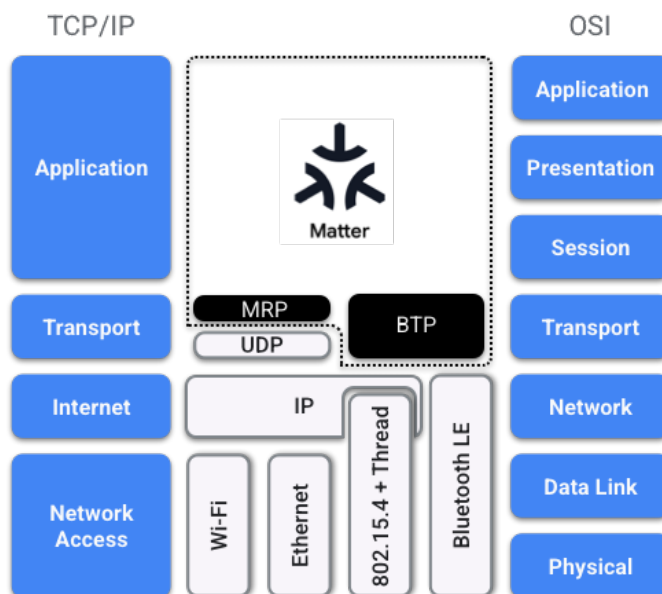 TCP/IP
OSI
Application
Transport
Internet
Network
Access
Matter
MRP
UDP
BTP
IP
Wi-Fi
Ethernet
802.15.4 + Thread
Bluetooth LE
Application
Presentation
Session
Transport
Network
Data Link
Physical